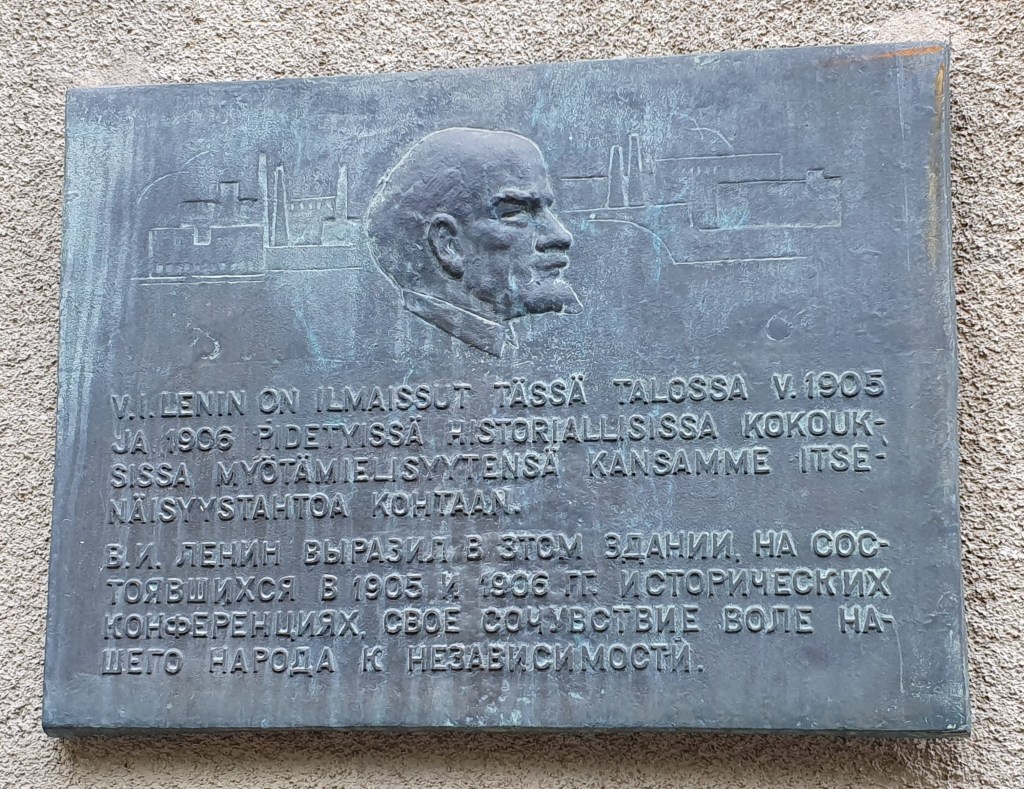 V.I. LENIN ON ILMAISSUT TÄSSÄ TALOSSA V. 1905
JA 1906 PIDETYISSÄ HISTORIALLISISSA KOKOUK-
SISSA MYÖTÄMIELISYYTENSÄ KANSAMME ITSE-
NÄISYYSTAHTOA KOHTAAN.
В.И. ЛЕНИН ВЫРАЗИЛ В ЭТОМ ЗДАНИИ, НА СОС-
ТОЯВШИХСЯ В 1905 И 1906 ГГ. ИСТОРИЧЕСКИХ
КОНФЕРЕНЦИЯХ, СВОЕ СОЧУВСТВИЕ ВОЛЕ НА-
ШЕГО НАРОДА К НЕЗАВИСИМОСТИ.